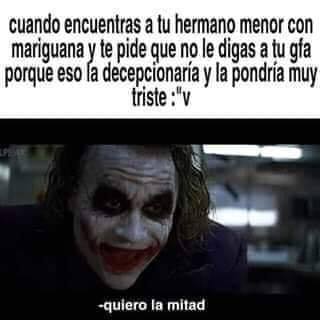 cuando encuentras a tu hermano menor con
mariguana y te pide que no le digas a tu gfa
porque eso la decepcionaría y la pondría muy
triste :"v
-quiero la mitad